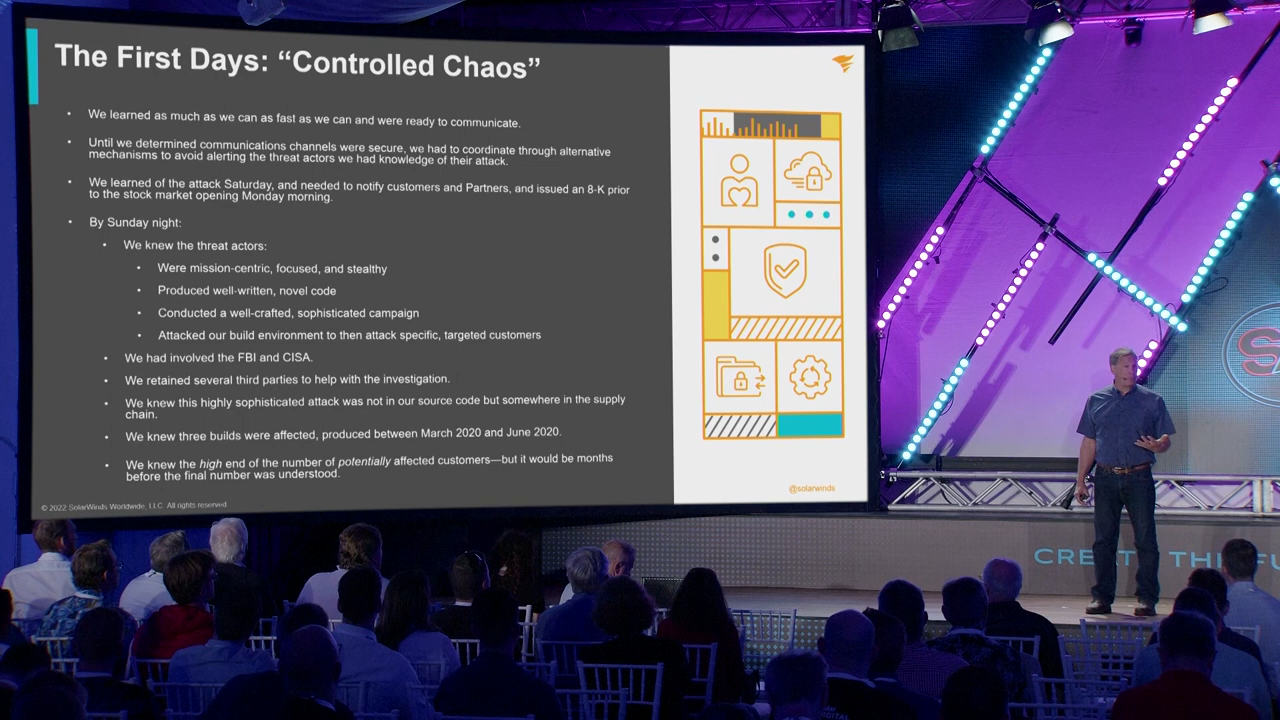 The First Days: “Controlled Chaos”
• We learned as much as we can as fast as we can and were ready to communicate.
• Until we determined communications channels were secure, we had to coordinate through alternative
mechanisms to avoid alerting the threat actors we had knowledge of their attack.
• We learned of the attack Saturday, and needed to notify customers and Partners, and issued an 8-K prior
to the stock market opening Monday morning.
• By Sunday night:
• We knew the threat actors:
• Were mission-centric, focused, and stealthy
• Produced well-written, novel code
• Conducted a well-crafted, sophisticated campaign
• Attacked our build environment to then attack specific, targeted customers
• We had involved the FBI and CISA.
• We retained several third parties to help with the investigation.
• We knew this highly sophisticated attack was not in our source code but somewhere in the supply
chain.
• We knew three builds were affected, produced between March 2020 and June 2020.
• We knew the high end of the number of potentially affected customers—but it would be months
before the final number was understood.
© 2022 SolarWinds Worldwide, LLC. All rights reserved
@solarwinds